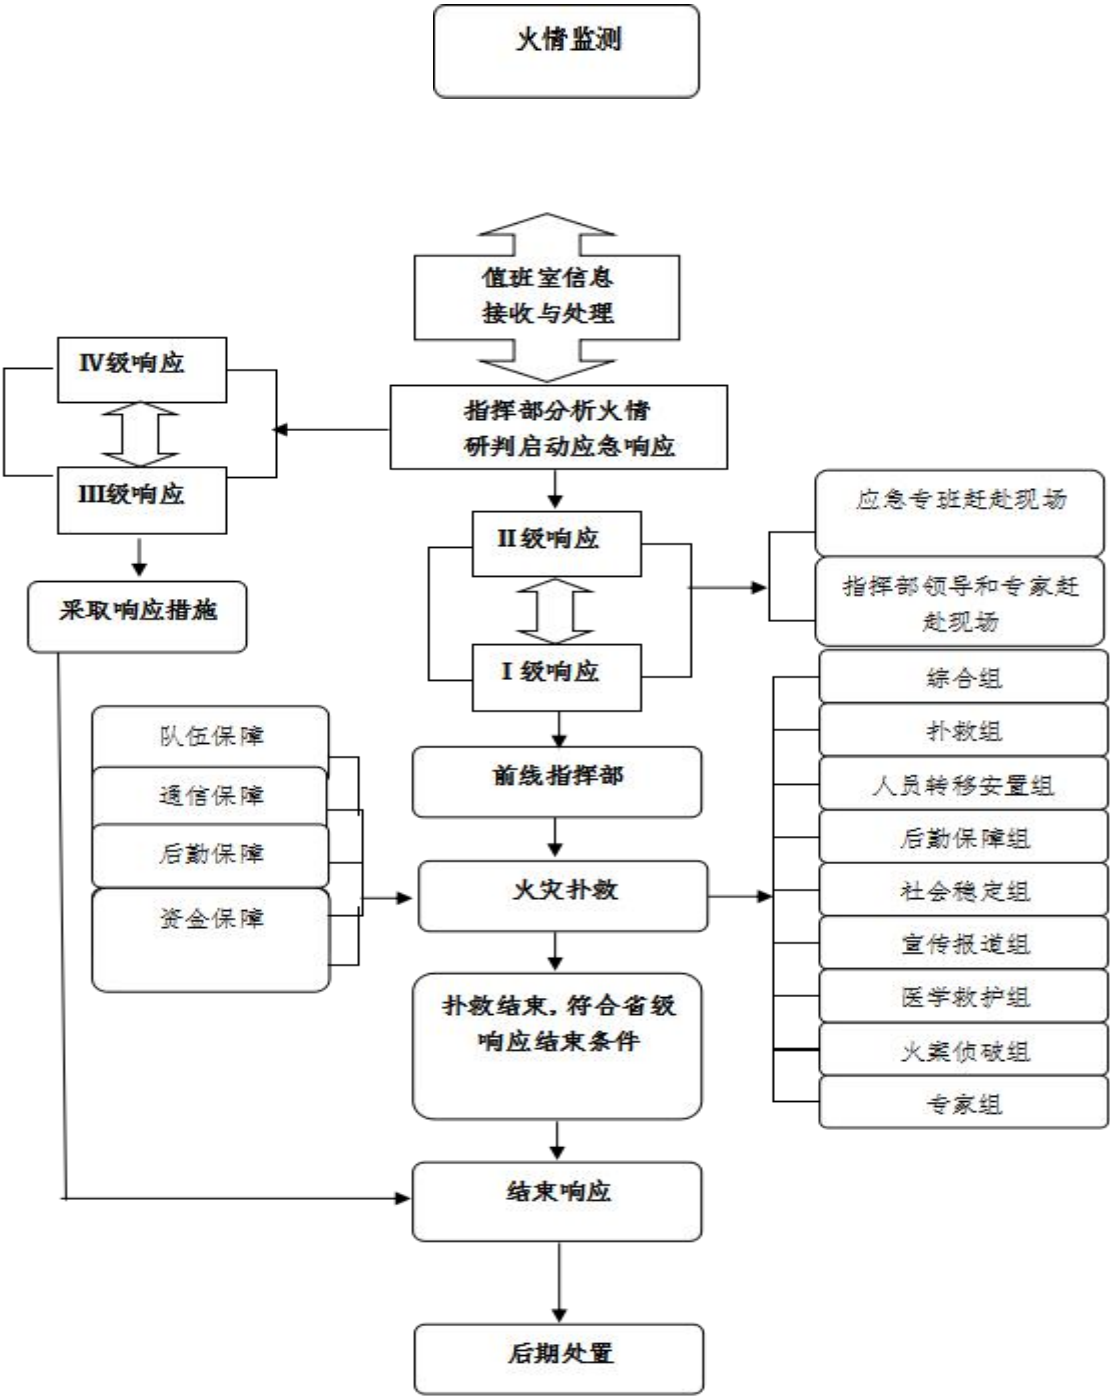 火情监测
值班室信息
接收与处理
指挥部分析火情
研判启动应急响应
Ⅳ级响应
Ⅲ级响应
采取响应措施
Ⅱ级响应
Ⅰ级响应
应急专班赶赴现场
指挥部领导和专家赶
赴现场
前线指挥部
队伍保障
通信保障
后勤保障
资金保障
火灾扑救
综合组
扑救组
人员转移安置组
后勤保障组
社会稳定组
宣传报道组
医学救护组
火案侦破组
专家组
扑救结束,符合省级
响应结束条件
结束响应
后期处置